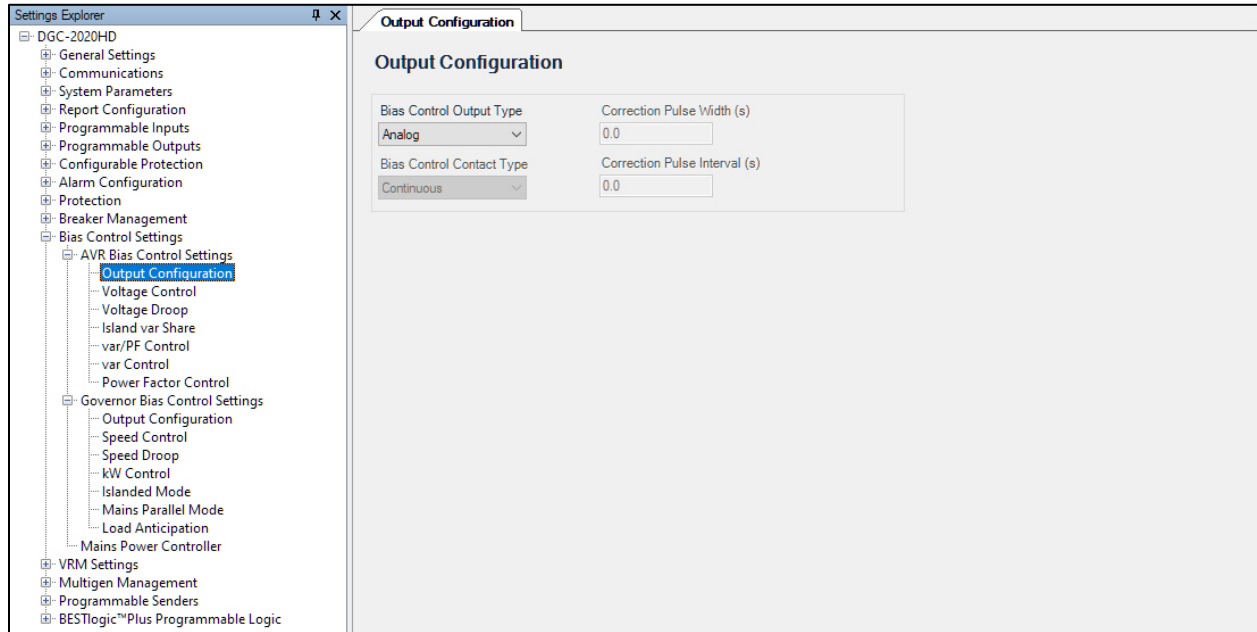 Settings Explorer
DGC-2020HD
General Settings
Communications
System Parameters
Report Configuration
Programmable Inputs
Programmable Outputs
Configurable Protection
Alarm Configuration
Protection
Breaker Management
Bias Control Settings
AVR Bias Control Settings
Output Configuration
Voltage Control
Voltage Droop
Island var Share
var/PF Control
var Control
Power Factor Control
Governor Bias Control Settings
Output Configuration
Speed Control
Speed Droop
kW Control
Islanded Mode
Mains Parallel Mode
Load Anticipation
Mains Power Controller
VRM Settings
Multigen Management
Programmable Senders
BESTlogic™Plus Programmable Logic
Output Configuration
Output Configuration
Bias Control Output Type
Analog
Bias Control Contact Type
Continuous
Correction Pulse Width (s)
0.0
Correction Pulse Interval (s)
0.0